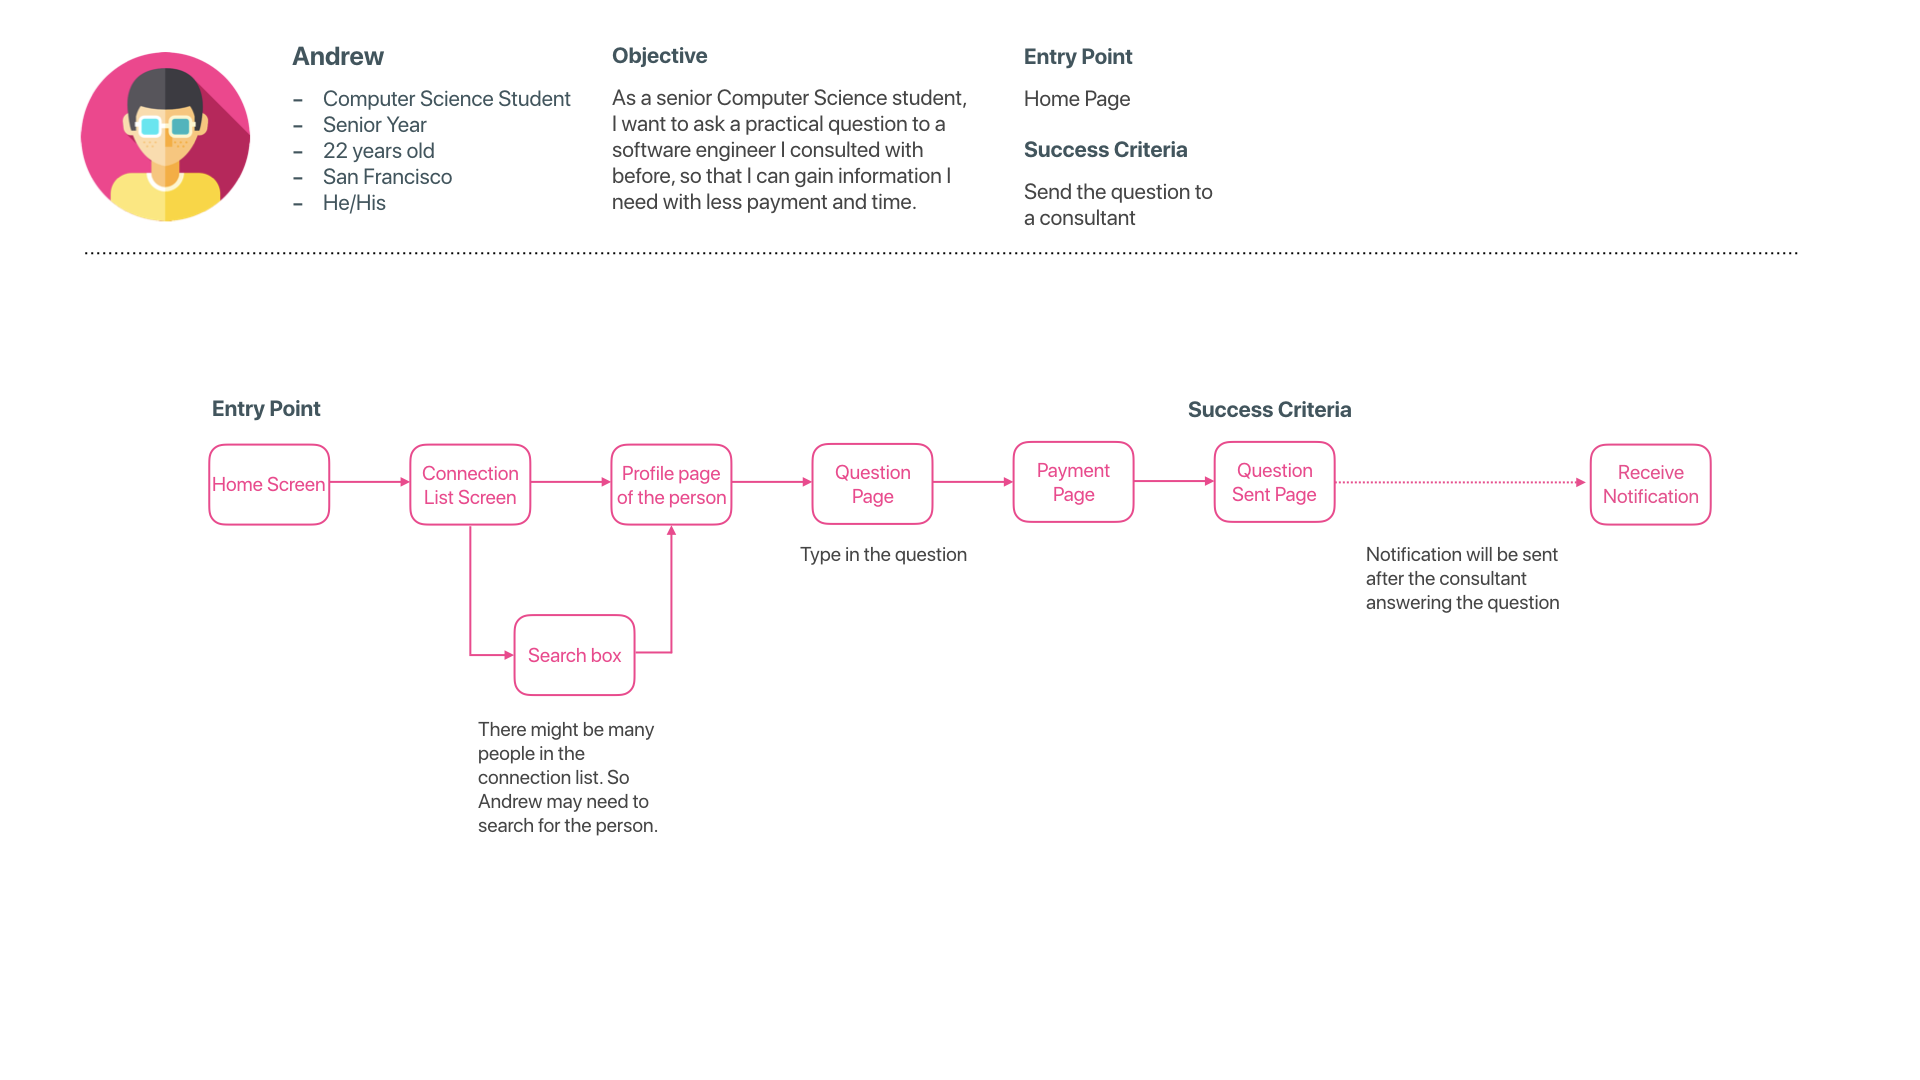 Andrew
- Computer Science Student
- Senior Year
- 22 years old
- San Francisco
- He/His
Objective
As a senior Computer Science student,
I want to ask a practical question to a
software engineer I consulted with
before, so that I can gain information I
need with less payment and time.
Entry Point
Home Page
Success Criteria
Send the question to
a consultant
Entry Point
Success Criteria
Home Screen
Connection
List Screen
Profile page
of the person
Question
Page
Payment
Page
Question
Sent Page
Receive
Notification
Type in the question
Notification will be sent
after the consultant
answering the question
Search box
There might be many
people in the
connection list. So
Andrew may need to
search for the person.